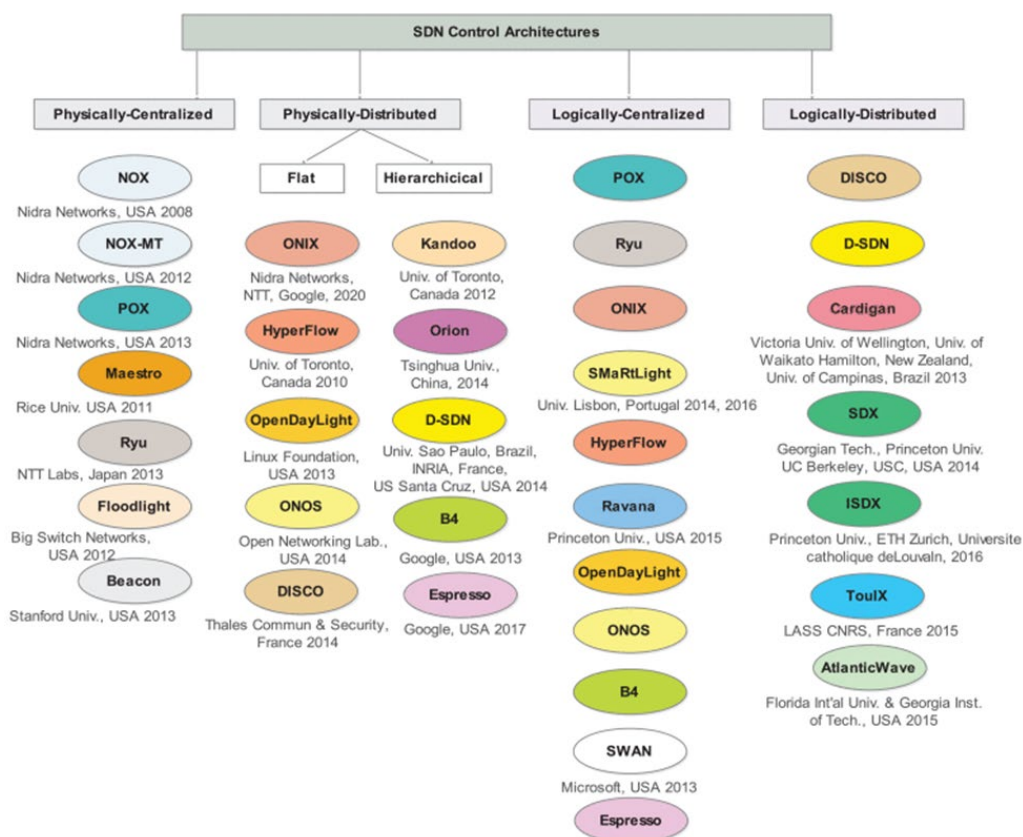 SDN Control Architectures
Physically-Centralized
Physically-Distributed
Logically-Centralized
Logically-Distributed
Flat
Hierarchicical
NOX
Nidra Networks, USA 2008
NOX-MT
Nidra Networks, USA 2012
POX
Nidra Networks, USA 2013
Maestro
Rice Univ. USA 2011
Ryu
NTT Labs, Japan 2013
Floodlight
Big Switch Networks,
USA 2012
Beacon
Stanford Univ., USA 2013
ONIX
Nidra Networks,
NTT, Google, 2020
HyperFlow
Univ. of Toronto,
Canada 2010
OpenDayLight
Linux Foundation,
USA 2013
ONOS
Open Networking Lab.,
USA 2014
DISCO
Thales Commun & Security,
France 2014
Kandoo
Univ. of Toronto,
Canada 2012
Orion
Tsinghua Univ.,
China, 2014
D-SDN
Univ. Sao Paulo, Brazil,
INRIA, France,
US Santa Cruz, USA 2014
B4
Google, USA 2013
Espresso
Google, USA 2017
POX
Ryu
ONIX
SMaRtLight
Univ. Lisbon, Portugal 2014, 2016
HyperFlow
Ravana
Princeton Univ., USA 2015
OpenDayLight
ONOS
B4
SWAN
Microsoft, USA 2013
Espresso
DISCO
D-SDN
Cardigan
Victoria Univ. of Wellington, Univ. of
Waikato Hamilton, New Zealand,
Univ. of Campinas, Brazil 2013
SDX
Georgian Tech., Princeton Univ.
UC Berkeley, USC, USA 2014
ISDX
Princeton Univ., ETH Zurich, Universite
catholique deLouvaln, 2016
TouIX
LASS CNRS, France 2015
AtlanticWave
Florida Int'al Univ. & Georgia Inst.
of Tech., USA 2015